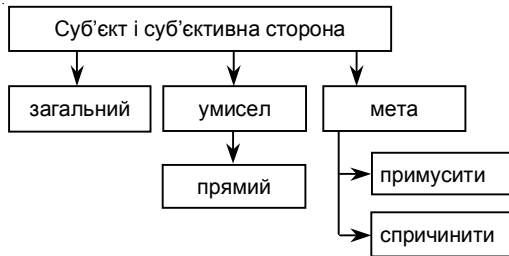 Суб’єкт і суб’єктивна сторона
загальний
умисел
мета
прямий
примусити
спричинити